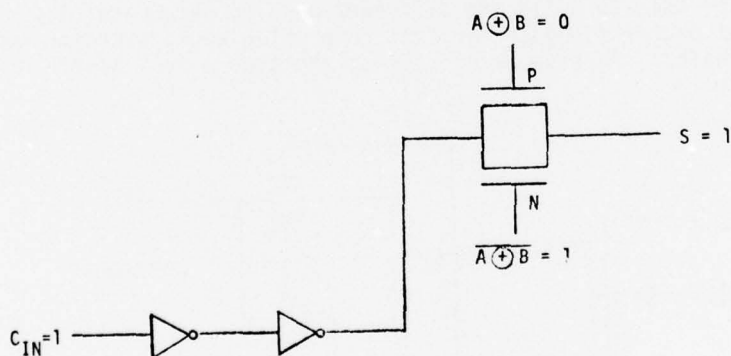 A ⊕ B = 0
P
S = 1
N
A̅ ̅⊕̅ ̅B̅ = 1
C_IN=1